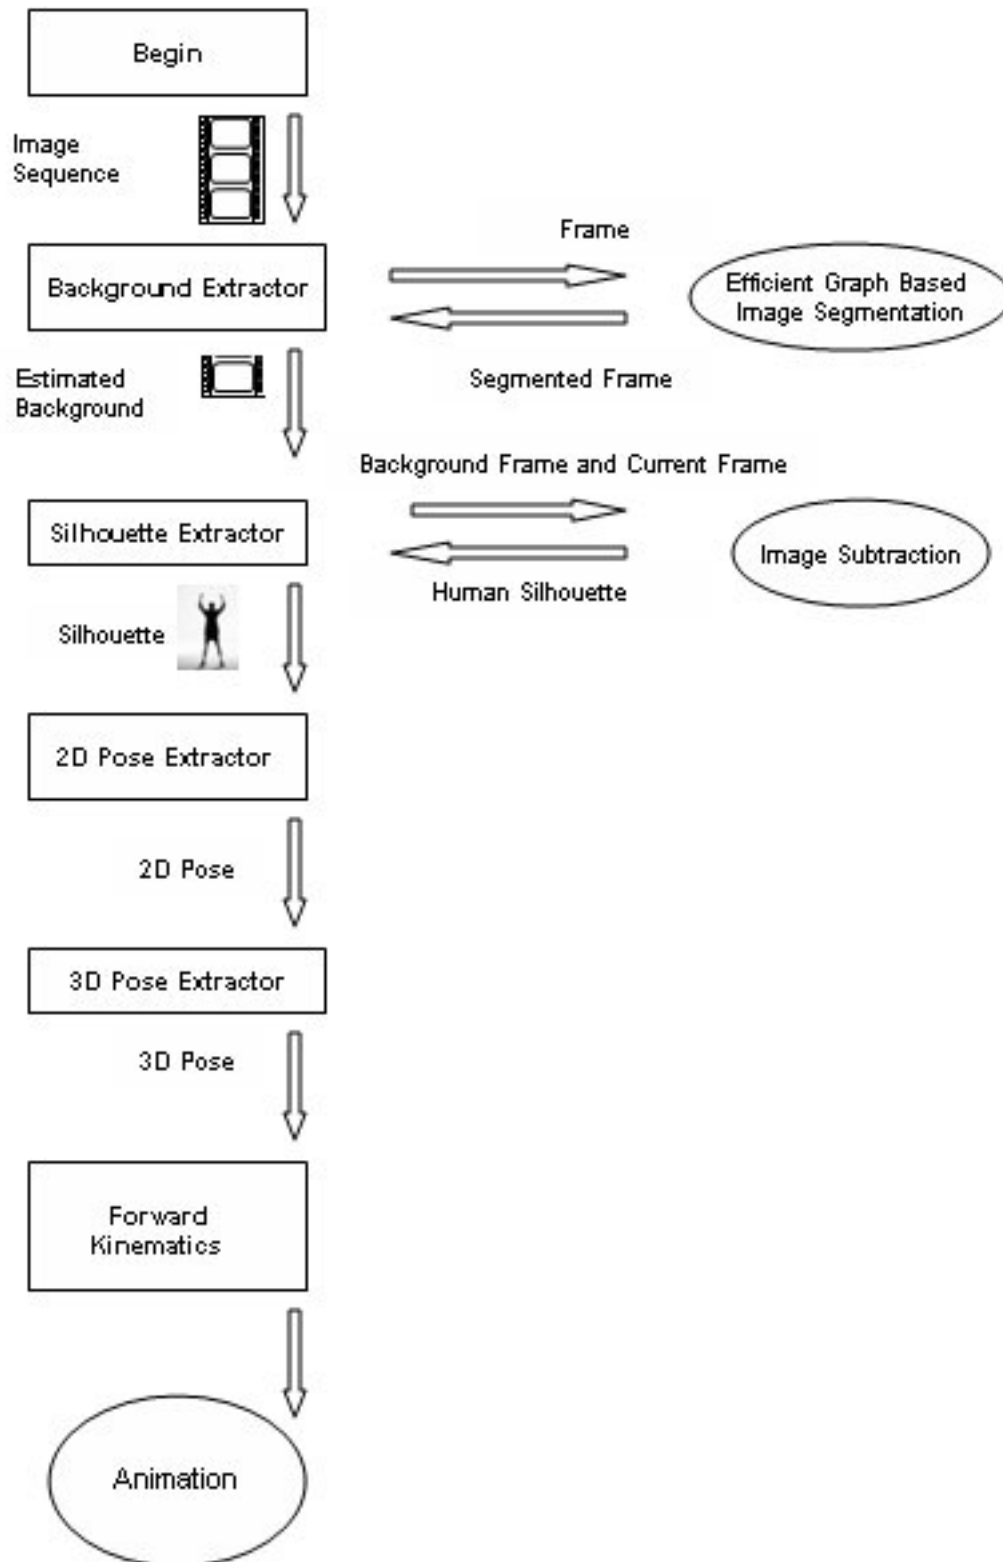 Begin
Image
Sequence
Frame
Background Extractor
Efficient Graph Based
Image Segmentation
Estimated
Background
Segmented Frame
Background Frame and Current Frame
Silhouette Extractor
Image Subtraction
Human Silhouette
Silhouette
2D Pose Extractor
2D Pose
3D Pose Extractor
3D Pose
Forward
Kinematics
Animation